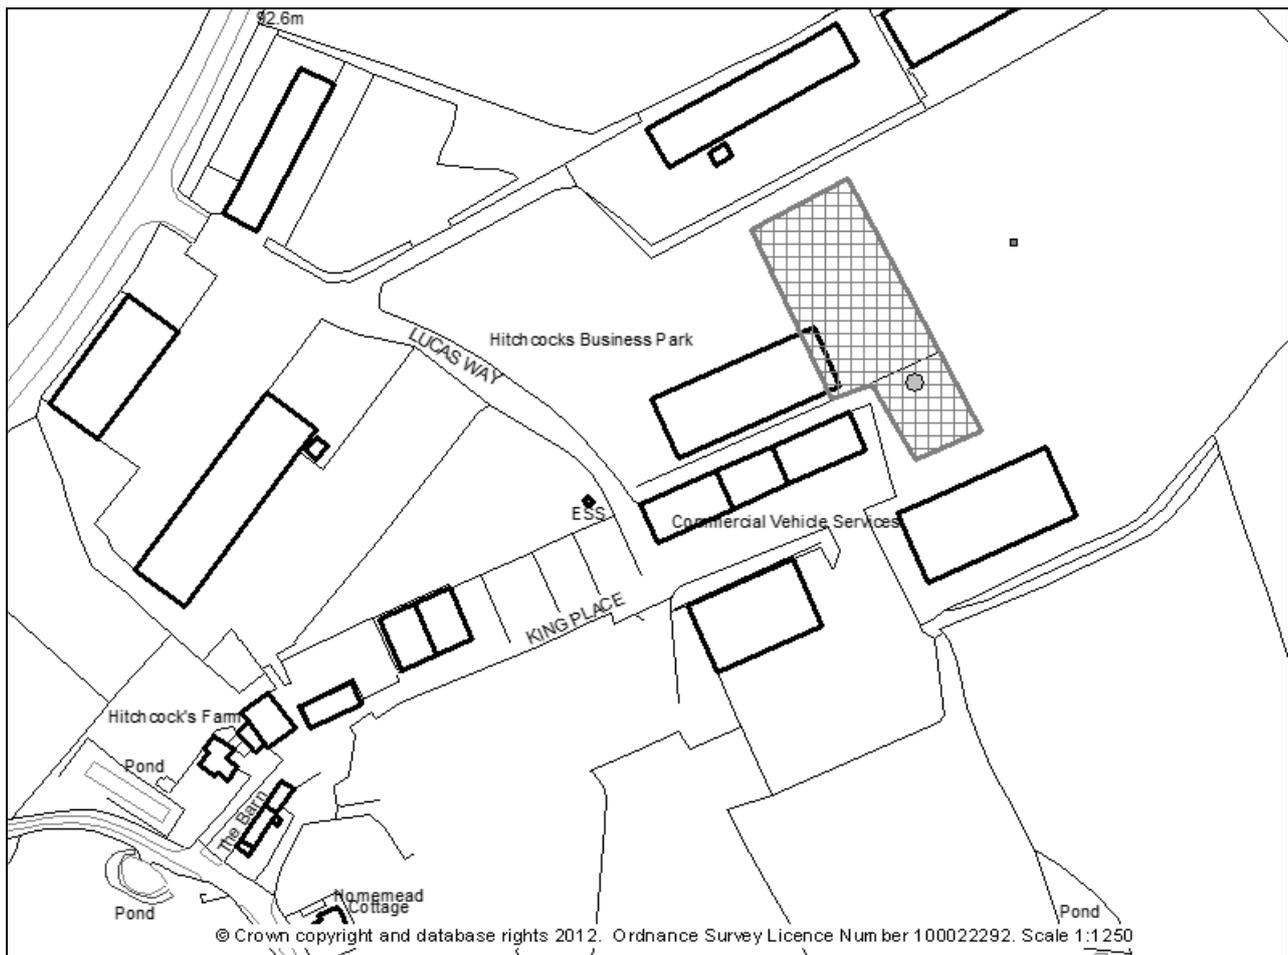 92.6m
LUCAS WAY
Hitchcocks Business Park
ESS
Commercial Vehicle Services
KING PLACE
Hitchcock's Farm
Pond
The Barn
Homemead
Cottage
Pond
Pond
© Crown copyright and database rights 2012. Ordnance Survey Licence Number 100022292. Scale 1:1250